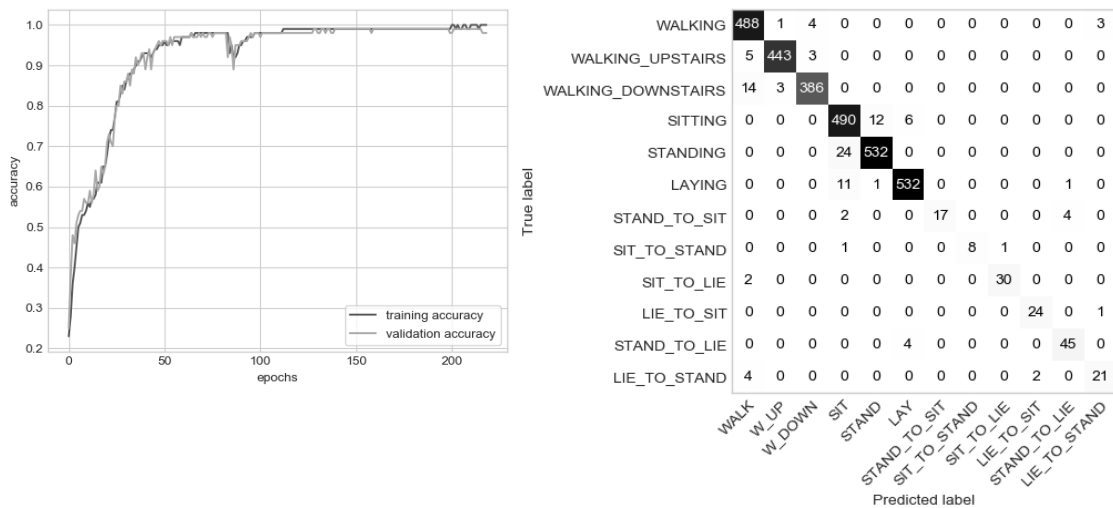 1.0
0.9
0.8
0.7
0.6
0.5
0.4
0.3
0.2
accuracy
0 50 100 150 200
epochs
training accuracy
validation accuracy
True label
WALKING 488 1 4 0 0 0 0 0 0 0 0 3
WALKING_UPSTAIRS 5 443 3 0 0 0 0 0 0 0 0 0
WALKING_DOWNSTAIRS 14 3 386 0 0 0 0 0 0 0 0 0
SITTING 0 0 0 490 12 6 0 0 0 0 0 0
STANDING 0 0 0 24 532 0 0 0 0 0 0 0
LAYING 0 0 0 11 1 532 0 0 0 0 1 0
STAND_TO_SIT 0 0 0 2 0 0 17 0 0 0 4 0
SIT_TO_STAND 0 0 0 1 0 0 0 8 1 0 0 0
SIT_TO_LIE 2 0 0 0 0 0 0 0 30 0 0 0
LIE_TO_SIT 0 0 0 0 0 0 0 0 0 24 0 1
STAND_TO_LIE 0 0 0 0 0 4 0 0 0 0 45 0
LIE_TO_STAND 4 0 0 0 0 0 0 0 0 2 0 21
WALK
W_UP
W_DOWN
SIT
STAND
LAY
STAND_TO_SIT
SIT_TO_STAND
SIT_TO_LIE
LIE_TO_SIT
STAND_TO_LIE
LIE_TO_STAND
Predicted label